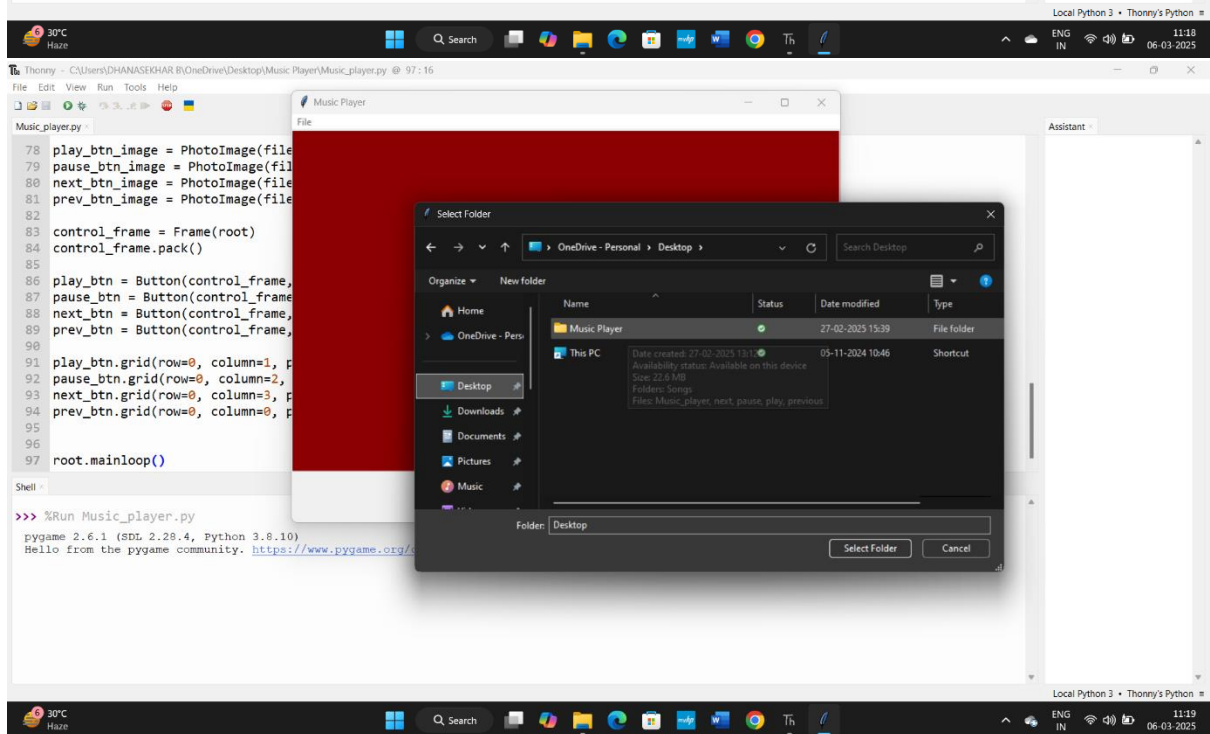 Local Python 3 • Thonny's Python ≡
6 30°C Haze
Search
ENG IN
11:18
06-03-2025
Thonny - C:\Users\DHANASEKHAR B\OneDrive\Desktop\Music Player\Music_player.py @ 97 : 16
File Edit View Run Tools Help
Music_player.py ×
Assistant ×
78 play_btn_image = PhotoImage(file
79 pause_btn_image = PhotoImage(fil
80 next_btn_image = PhotoImage(file
81 prev_btn_image = PhotoImage(file
82
83 control_frame = Frame(root)
84 control_frame.pack()
85
86 play_btn = Button(control_frame,
87 pause_btn = Button(control_frame
88 next_btn = Button(control_frame,
89 prev_btn = Button(control_frame,
90
91 play_btn.grid(row=0, column=1, p
92 pause_btn.grid(row=0, column=2,
93 next_btn.grid(row=0, column=3, p
94 prev_btn.grid(row=0, column=0, p
95
96
97 root.mainloop()
Music Player
File
Select Folder
OneDrive - Personal › Desktop ›
Search Desktop
Organize
New folder
Name Status Date modified Type
Home
OneDrive - Pers
Desktop
Downloads
Documents
Pictures
Music
Music Player 27-02-2025 15:39 File folder
This PC 05-11-2024 10:46 Shortcut
Date created: 27-02-2025 13:12
Availability status: Available on this device
Size: 22.6 MB
Folders: Songs
Files: Music_player, next, pause, play, previous
Folder: Desktop
Select Folder Cancel
Shell ×
>>> %Run Music_player.py
pygame 2.6.1 (SDL 2.28.4, Python 3.8.10)
Hello from the pygame community. https://www.pygame.org/
Local Python 3 • Thonny's Python ≡
6 30°C Haze
Search
Th
ENG IN
11:19
06-03-2025